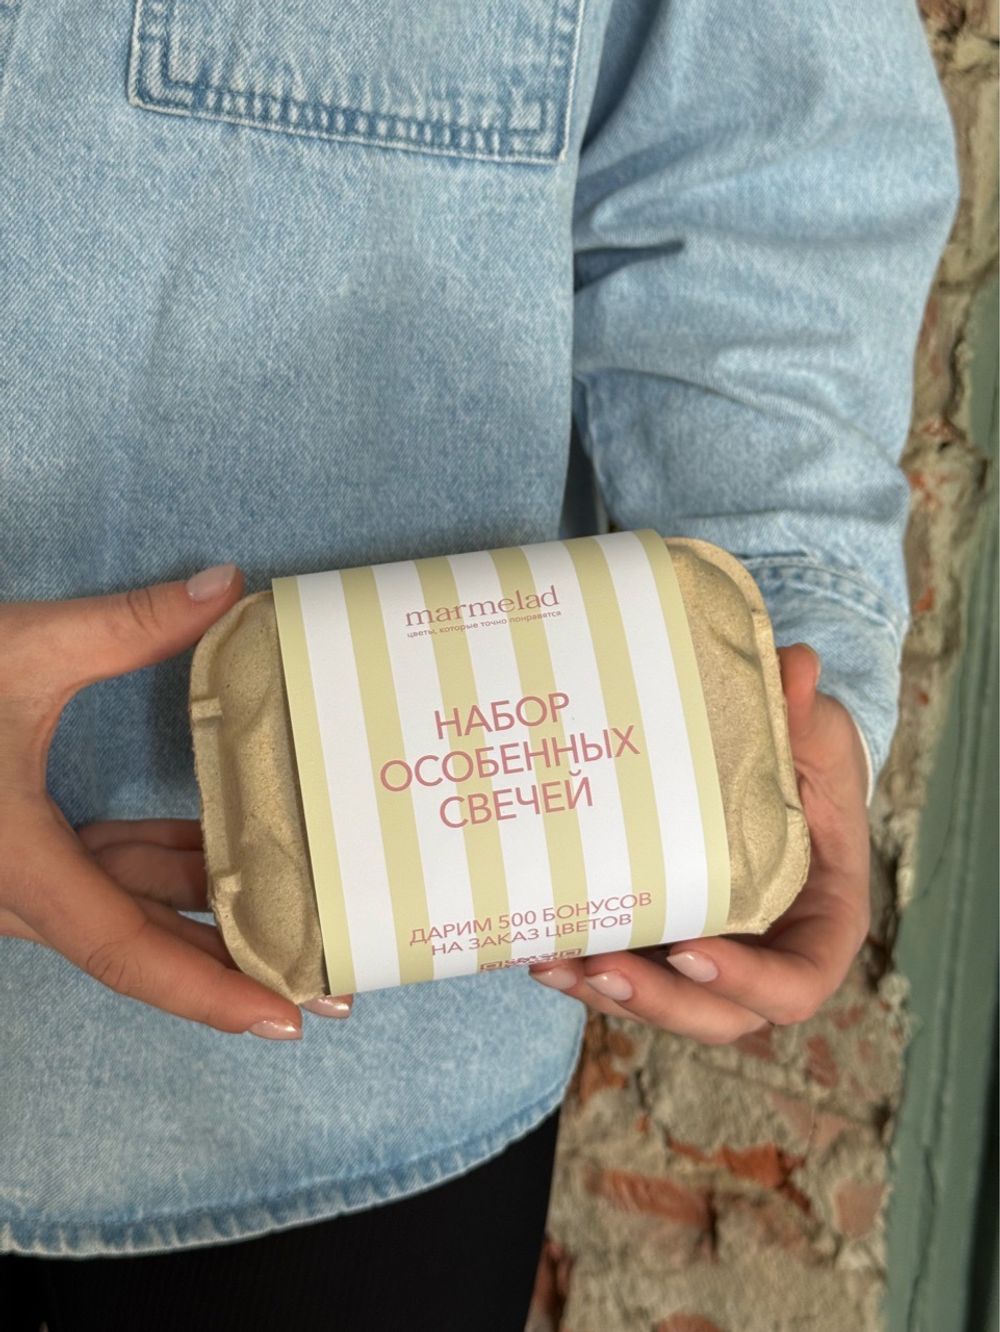 marmelad
цветы, которые точно понравятся
НАБОР
ОСОБЕННЫХ
СВЕЧЕЙ
ДАРИМ 500 БОНУСОВ
НА ЗАКАЗ ЦВЕТОВ